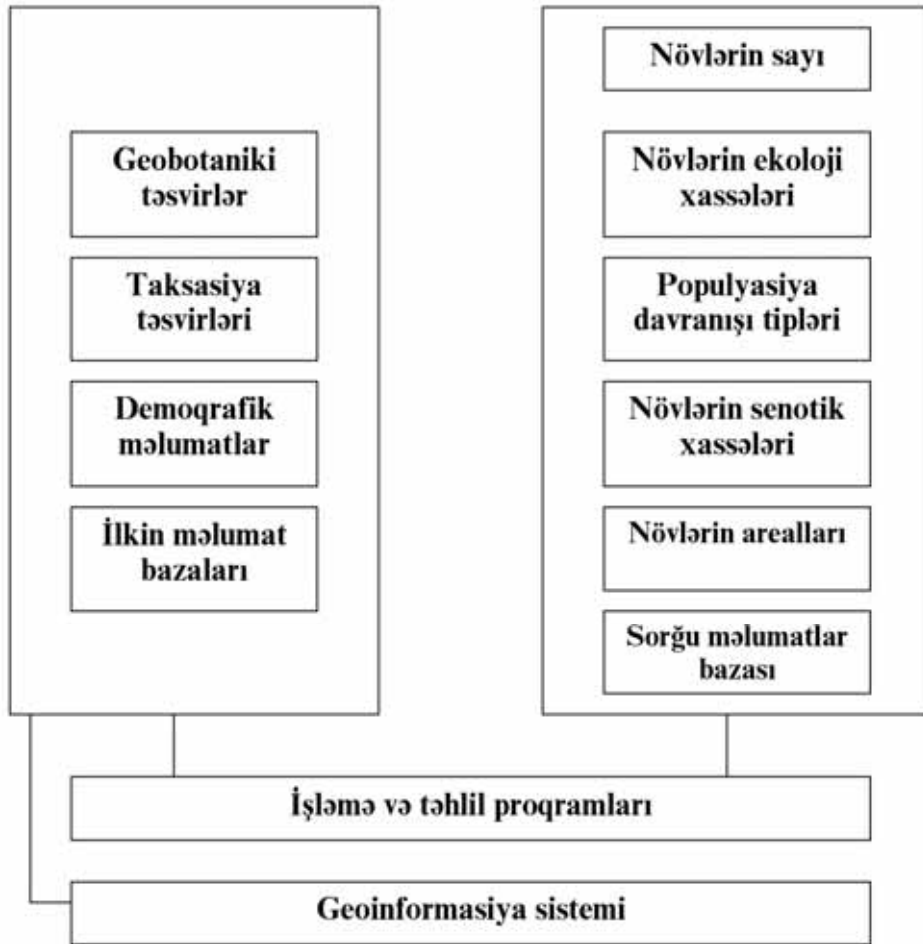 Geobotaniki
təsvirlər
Taksasiya
təsvirləri
Demoqrafik
məlumatlar
İlkin məlumat
bazaları
Növlərin sayı
Növlərin ekoloji
xassələri
Populyasiya
davranışı tipləri
Növlərin senotik
xassələri
Növlərin arealları
Sorğu məlumatlar
bazası
İşləmə və təhlil proqramları
Geoinformasiya sistemi